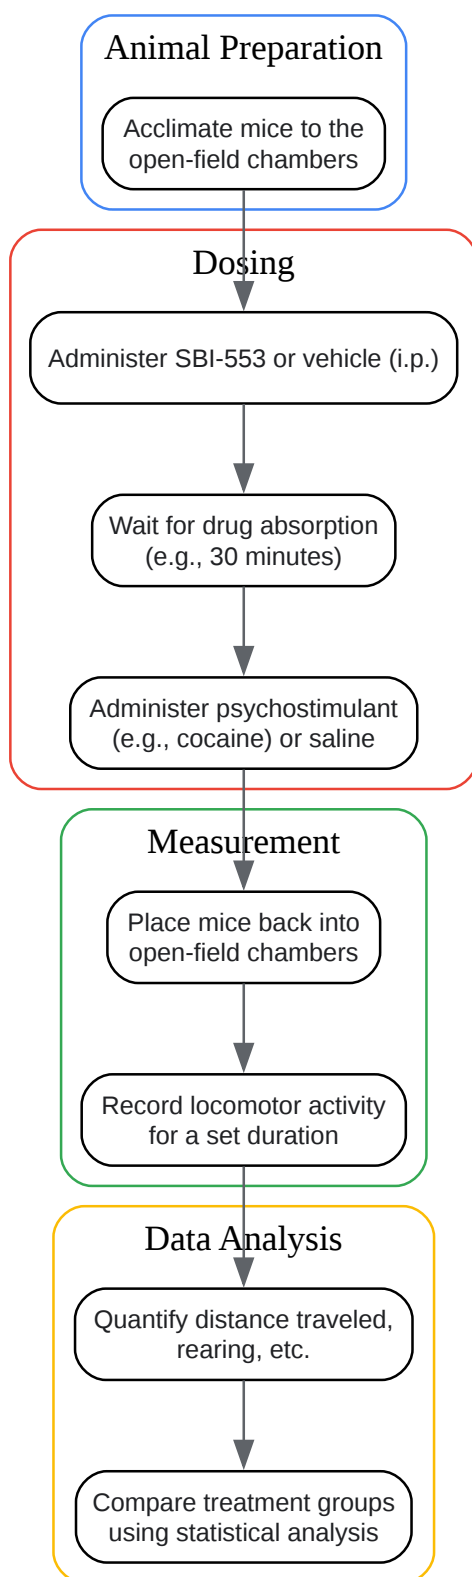 Animal Preparation
Acclimate mice to the
open-field chambers
Dosing
Administer SBI-553 or vehicle (i.p.)
Wait for drug absorption
(e.g., 30 minutes)
Administer psychostimulant
(e.g., cocaine) or saline
Measurement
Place mice back into
open-field chambers
Record locomotor activity
for a set duration
Data Analysis
Quantify distance traveled,
rearing, etc.
Compare treatment groups
using statistical analysis